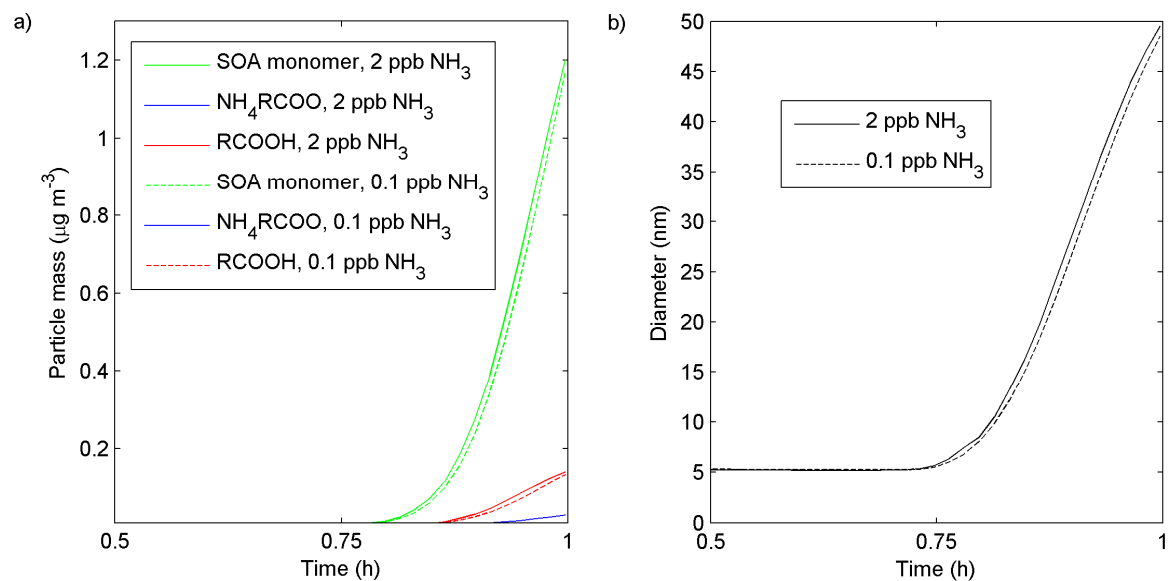 a)
1.2
1
0.8
0.6
0.4
0.2
Particle mass (μg m⁻³)
SOA monomer, 2 ppb NH₃
NH₄RCOO, 2 ppb NH₃
RCOOH, 2 ppb NH₃
SOA monomer, 0.1 ppb NH₃
NH₄RCOO, 0.1 ppb NH₃
RCOOH, 0.1 ppb NH₃
0.5 0.75 1
Time (h)
b)
50
45
40
35
30
25
20
15
10
5
0
Diameter (nm)
2 ppb NH₃
0.1 ppb NH₃
0.5 0.75 1
Time (h)